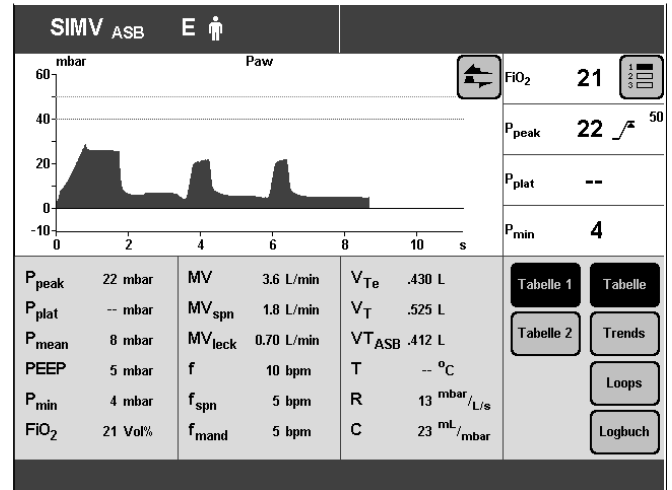 SIMV ASB E
mbar Paw
60
40
20
0
-10
0 2 4 6 8 10 s
FiO2 21
1
2
3
Ppeak 22 50
Pplat --
Pmin 4
Ppeak 22 mbar
Pplat -- mbar
Pmean 8 mbar
PEEP 5 mbar
Pmin 4 mbar
FiO2 21 Vol%
MV 3.6 L/min
MVspn 1.8 L/min
MVleck 0.70 L/min
f 10 bpm
fspn 5 bpm
fmand 5 bpm
VTe .430 L
VT .525 L
VTASB .412 L
T -- °C
R 13 mbar/L/s
C 23 mL/mbar
Tabelle 1 Tabelle
Tabelle 2 Trends
Loops
Logbuch